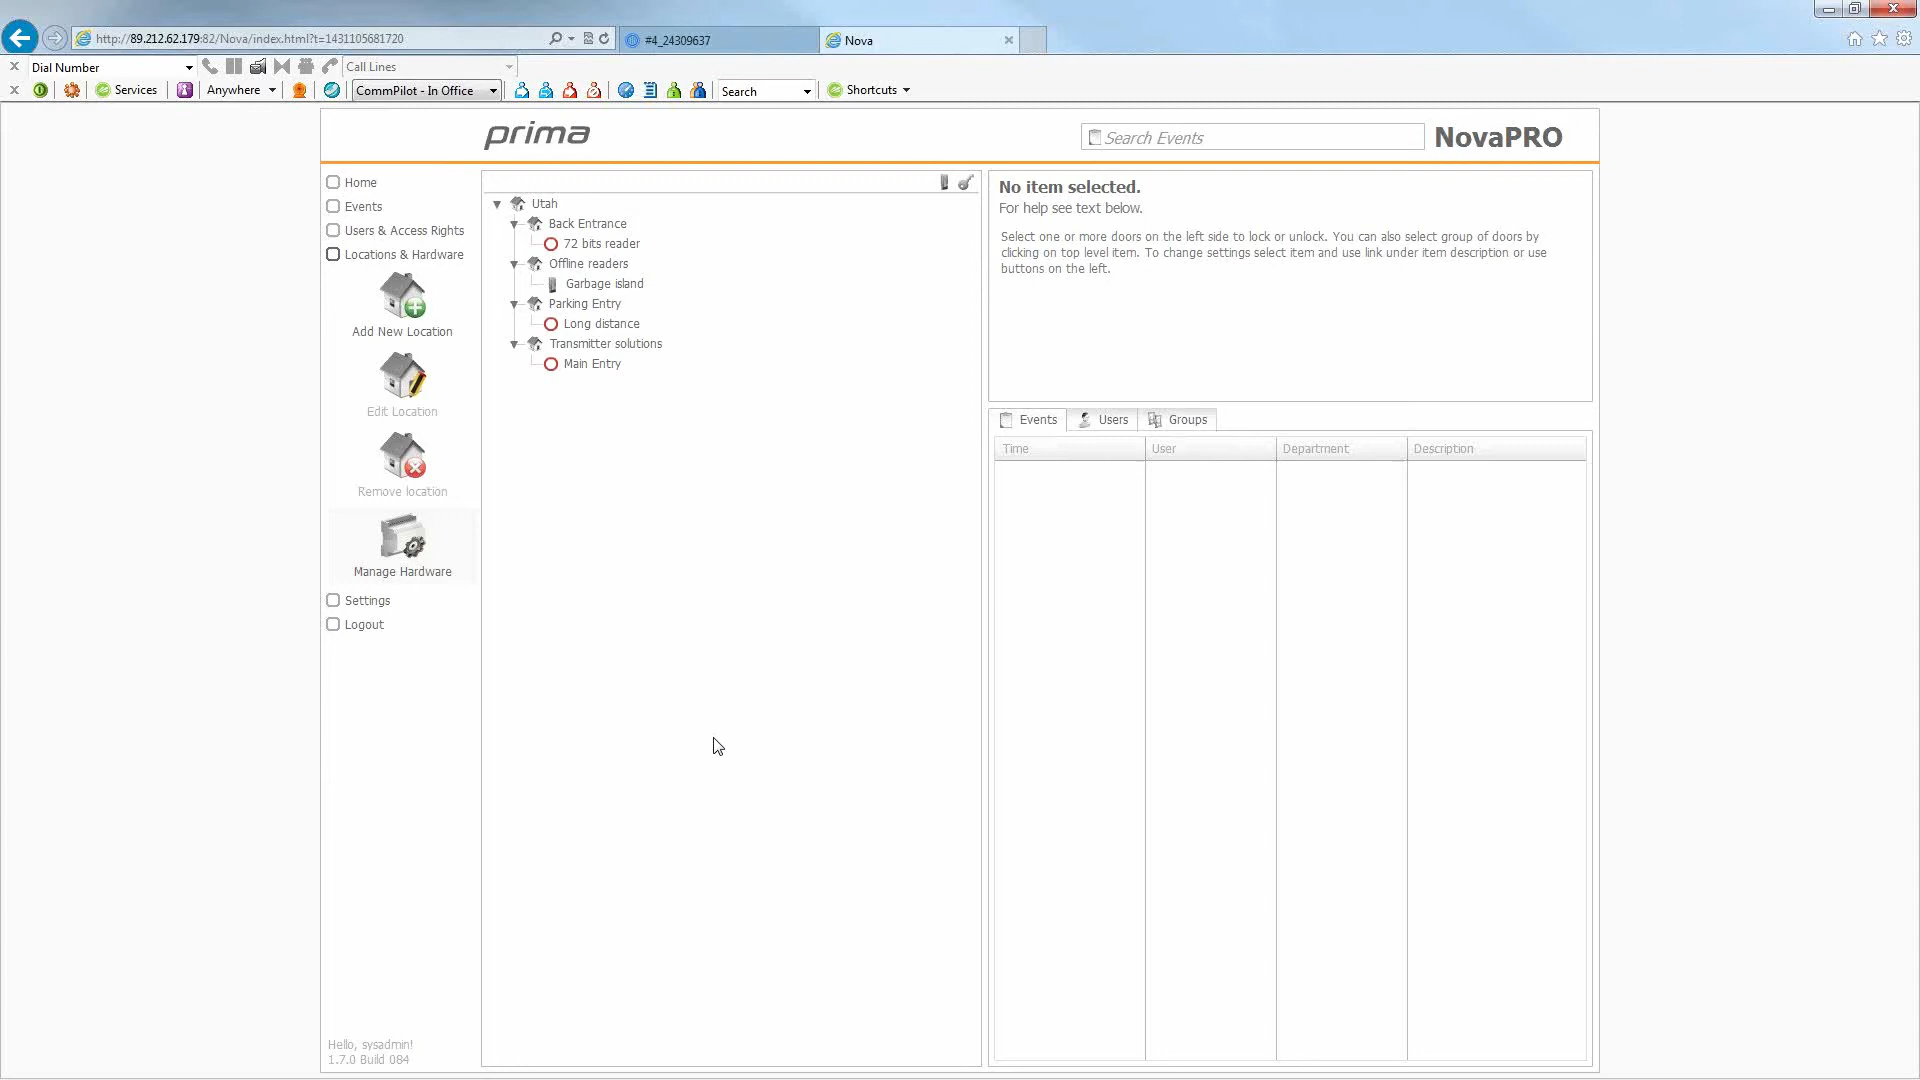 http://89.212.62.179:82/Nova/index.html?t=1431105681720
#4_24309637
Nova
Dial Number
Call Lines
Services
Anywhere
CommPilot - In Office
Search
Shortcuts
prima
Search Events
NovaPRO
Home
Events
Users & Access Rights
Locations & Hardware
Add New Location
Edit Location
Remove location
Manage Hardware
Settings
Logout
Hello, sysadmin!
1.7.0 Build 084
Utah
Back Entrance
72 bits reader
Offline readers
Garbage island
Parking Entry
Long distance
Transmitter solutions
Main Entry
No item selected.
For help see text below.
Select one or more doors on the left side to lock or unlock. You can also select group of doors by
clicking on top level item. To change settings select item and use link under item description or use
buttons on the left.
Events Users Groups
Time User Department Description